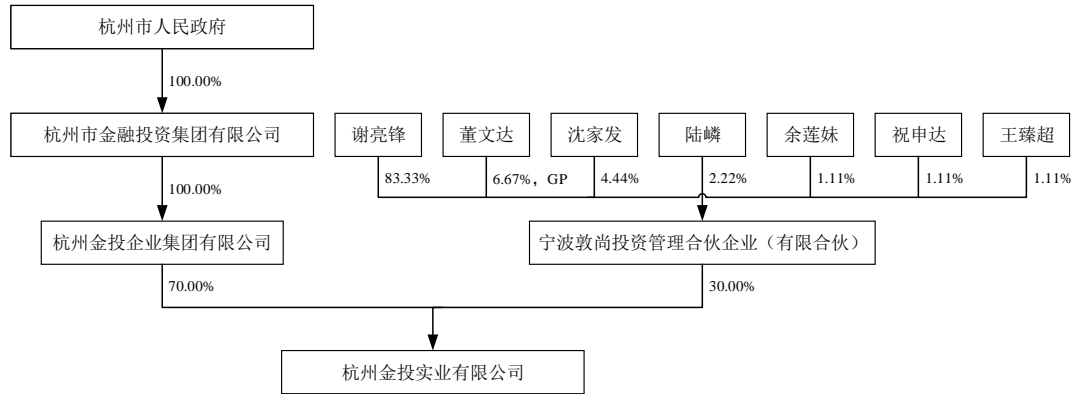 杭州市人民政府
100.00%
杭州市金融投资集团有限公司
谢亮锋
董文达
沈家发
陆嶙
余莲妹
祝申达
王臻超
83.33%
6.67%，GP
4.44%
2.22%
1.11%
1.11%
1.11%
100.00%
杭州金投企业集团有限公司
宁波敦尚投资管理合伙企业（有限合伙）
70.00%
30.00%
杭州金投实业有限公司